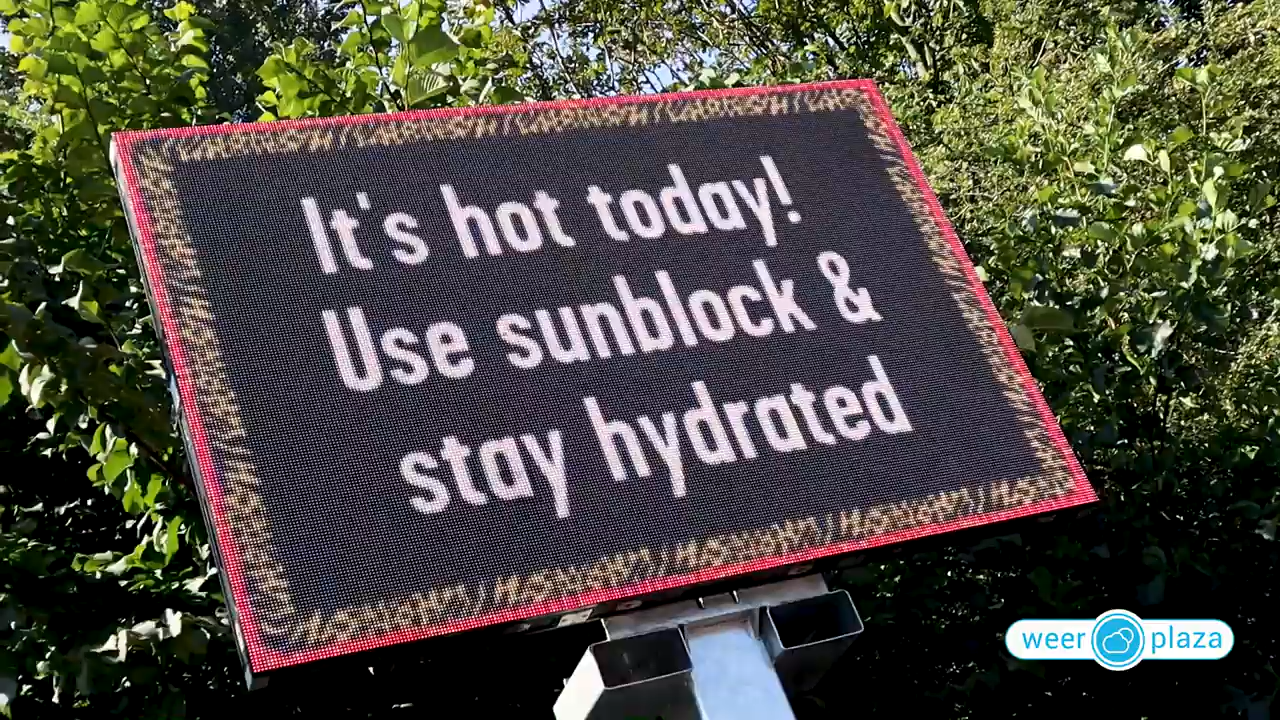 It's hot today!
Use sunblock &
stay hydrated
weer plaza